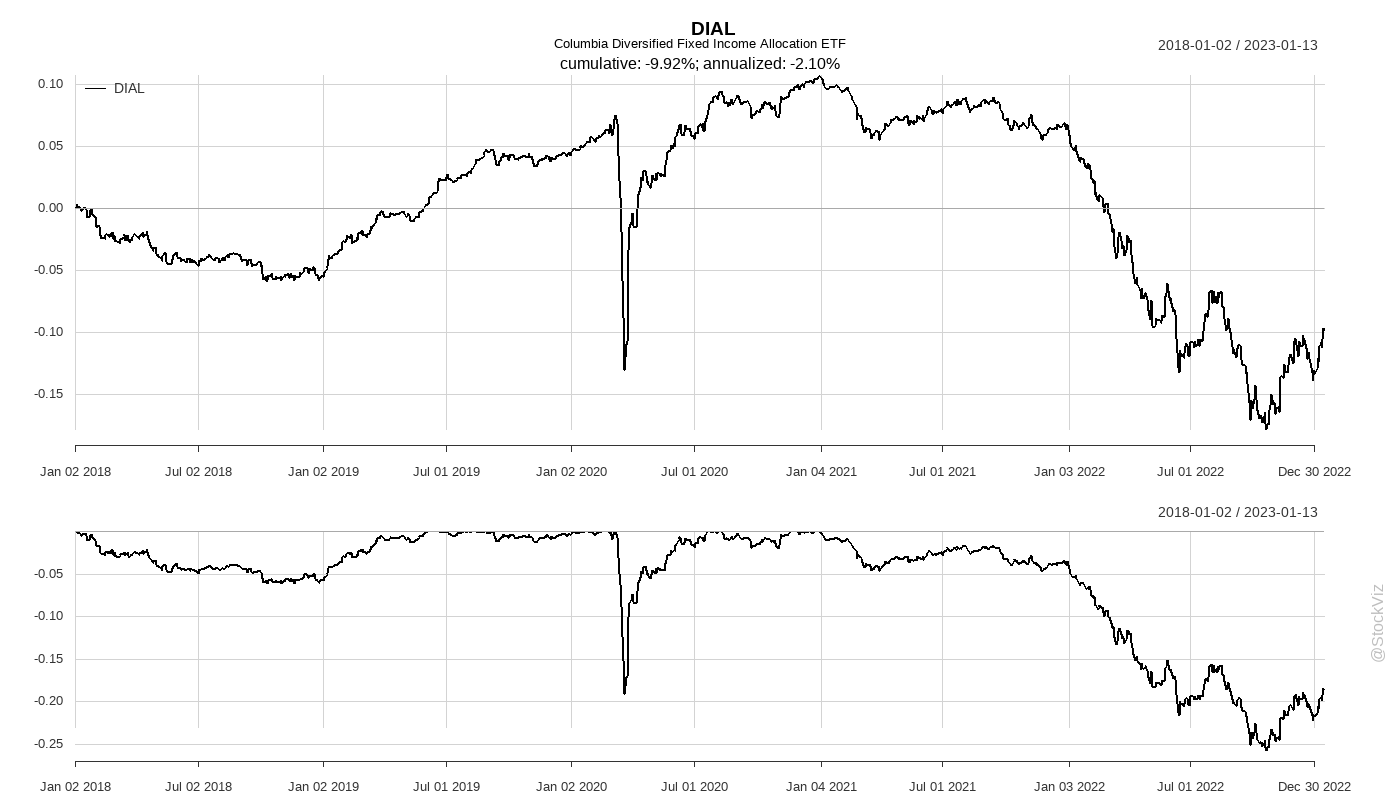 DIAL
Columbia Diversified Fixed Income Allocation ETF
cumulative: -9.92%; annualized: -2.10%
2018-01-02 / 2023-01-13
DIAL
0.10
0.05
0.00
-0.05
-0.10
-0.15
Jan 02 2018 Jul 02 2018 Jan 02 2019 Jul 01 2019 Jan 02 2020 Jul 01 2020 Jan 04 2021 Jul 01 2021 Jan 03 2022 Jul 01 2022 Dec 30 2022
2018-01-02 / 2023-01-13
-0.05
-0.10
-0.15
-0.20
-0.25
Jan 02 2018 Jul 02 2018 Jan 02 2019 Jul 01 2019 Jan 02 2020 Jul 01 2020 Jan 04 2021 Jul 01 2021 Jan 03 2022 Jul 01 2022 Dec 30 2022
@StockViz